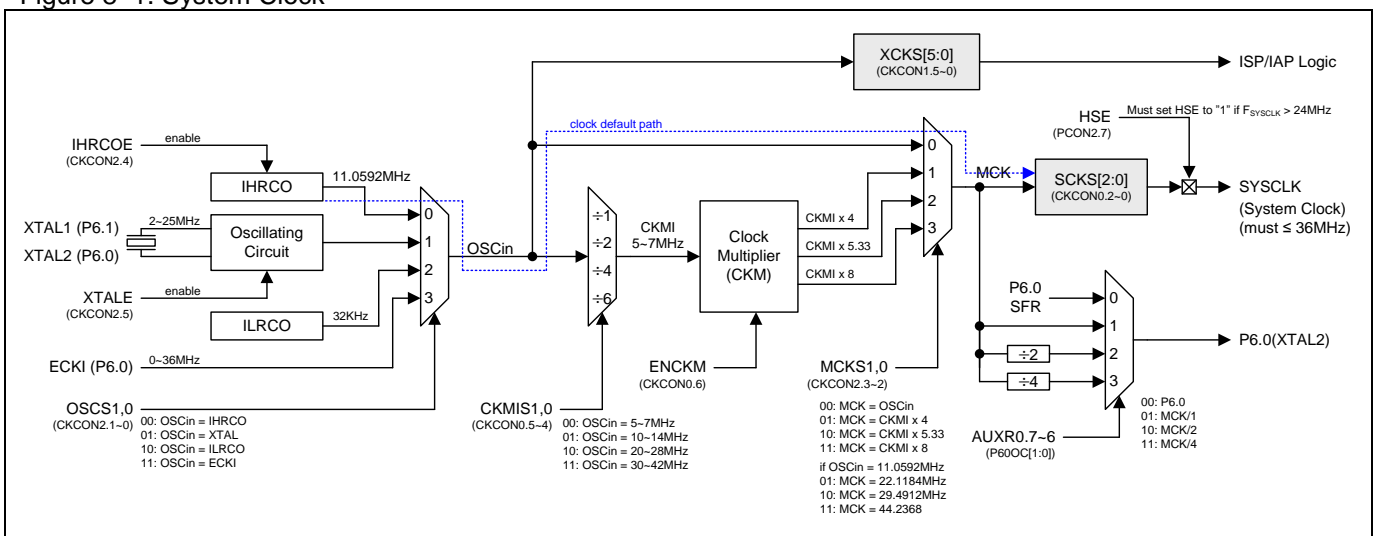 XCKS[5:0]
(CKCON1.5~0)
ISP/IAP Logic
clock default path
HSE
(PCON2.7)
Must set HSE to "1" if FSYSCLK > 24MHz
IHRCOE
(CKCON2.4)
enable
IHRCO
11.0592MHz
XTAL1 (P6.1)
XTAL2 (P6.0)
2~25MHz
Oscillating
Circuit
XTALE
(CKCON2.5)
enable
ILRCO
32KHz
ECKI (P6.0)
0~36MHz
OSCS1,0
(CKCON2.1~0)
00: OSCin = IHRCO
01: OSCin = XTAL
10: OSCin = ILRCO
11: OSCin = ECKI
0
1
2
3
OSCin
÷1
÷2
÷4
÷6
CKMI
5~7MHz
CKMIS1,0
(CKCON0.5~4)
00: OSCin = 5~7MHz
01: OSCin = 10~14MHz
10: OSCin = 20~28MHz
11: OSCin = 30~42MHz
Clock
Multiplier
(CKM)
ENCKM
(CKCON0.6)
CKMI x 4
CKMI x 5.33
CKMI x 8
0
1
2
3
MCKS1,0
(CKCON2.3~2)
00: MCK = OSCin
01: MCK = CKMI x 4
10: MCK = CKMI x 5.33
11: MCK = CKMI x 8
if OSCin = 11.0592MHz
01: MCK = 22.1184MHz
10: MCK = 29.4912MHz
11: MCK = 44.2368
MCK
SCKS[2:0]
(CKCON0.2~0)
SYSCLK
(System Clock)
(must ≤ 36MHz)
P6.0
SFR
÷2
÷4
0
1
2
3
P6.0(XTAL2)
AUXR0.7~6
(P60OC[1:0])
00: P6.0
01: MCK/1
10: MCK/2
11: MCK/4